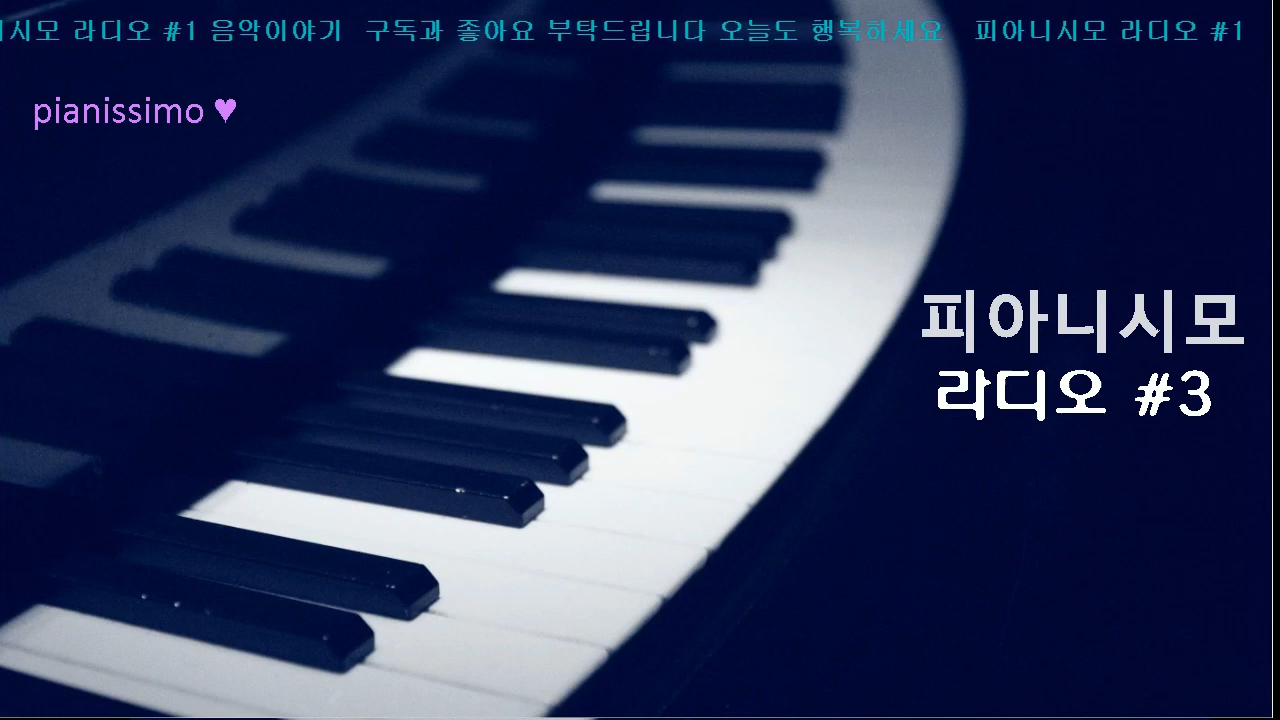 시모 라디오 #1 음악이야기 구독과 좋아요 부탁드립니다 오늘도 행복하세요 피아니시모 라디오 #1
pianissimo ♥
피아니시모
라디오 #3